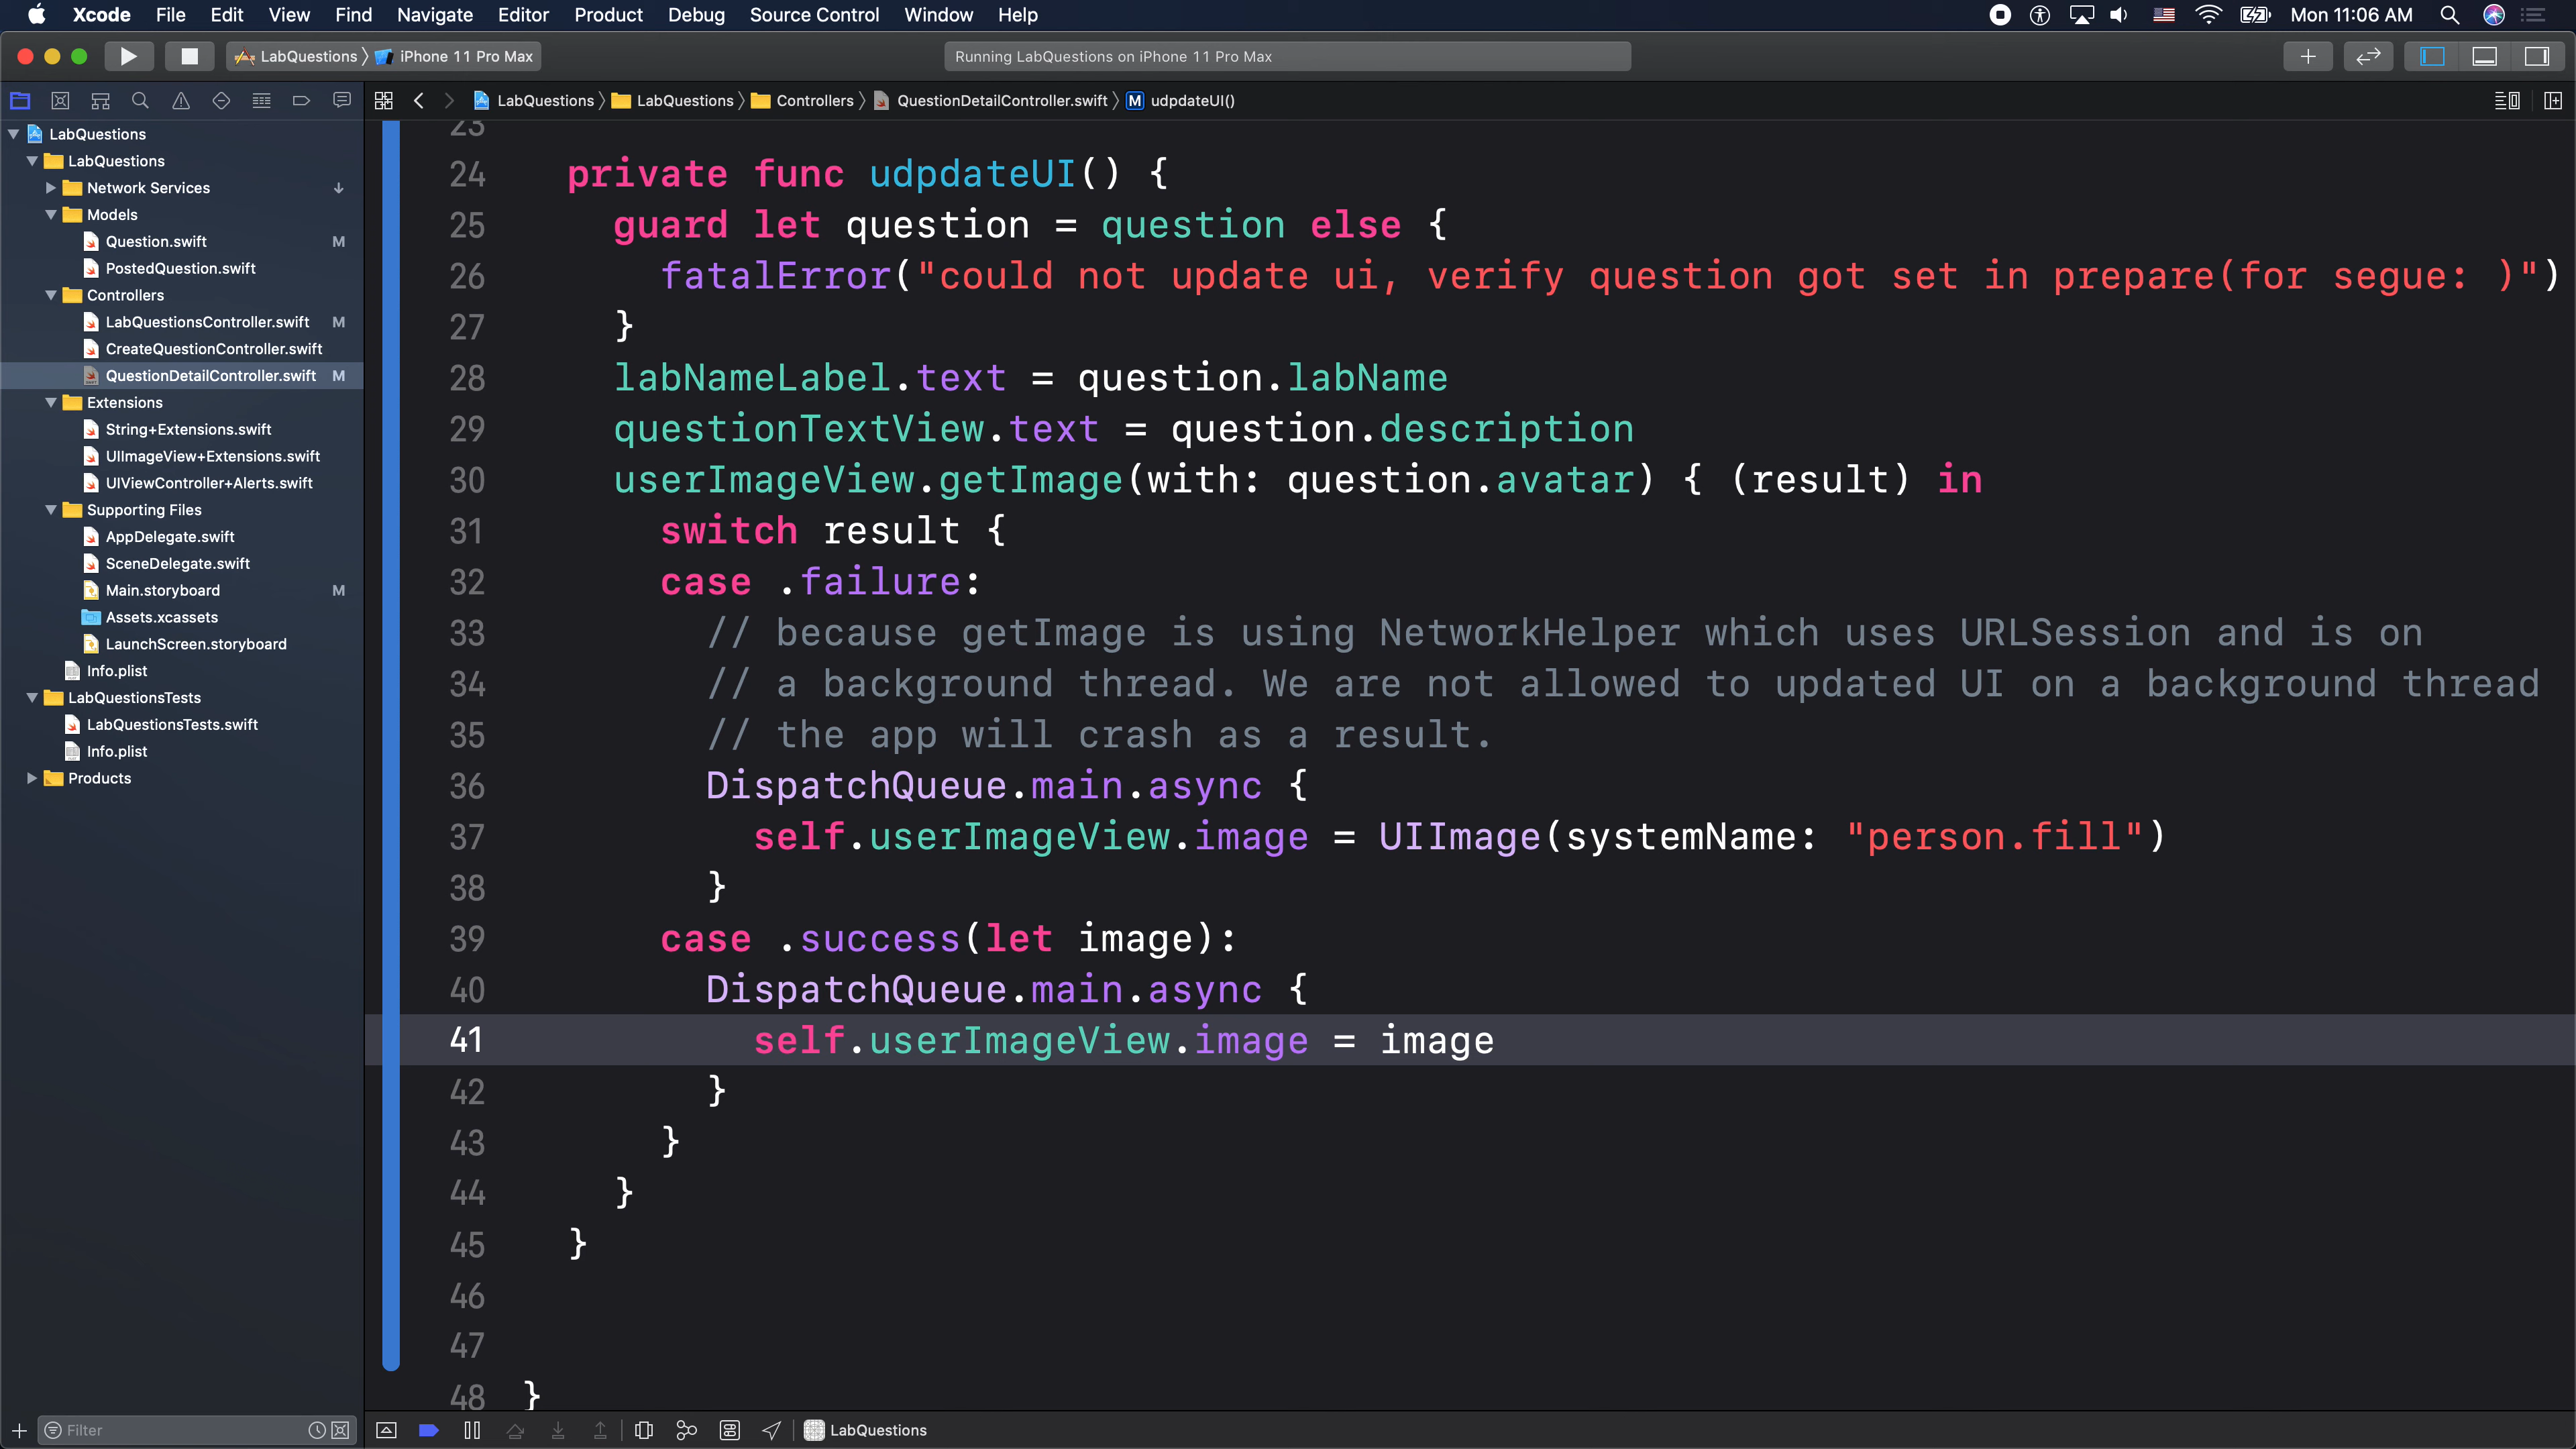 Xcode File Edit View Find Navigate Editor Product Debug Source Control Window Help Mon 11:06 AM
LabQuestions iPhone 11 Pro Max Running LabQuestions on iPhone 11 Pro Max
LabQuestions LabQuestions Controllers QuestionDetailController.swift M udpdateUI()
LabQuestions
LabQuestions
Network Services
Models
Question.swift M
PostedQuestion.swift
Controllers
LabQuestionsController.swift M
CreateQuestionController.swift
QuestionDetailController.swift M
Extensions
String+Extensions.swift
UIImageView+Extensions.swift
UIViewController+Alerts.swift
Supporting Files
AppDelegate.swift
SceneDelegate.swift
Main.storyboard M
Assets.xcassets
LaunchScreen.storyboard
Info.plist
LabQuestionsTests
LabQuestionsTests.swift
Info.plist
Products
Filter
23
24 private func udpdateUI() {
25 guard let question = question else {
26 fatalError("could not update ui, verify question got set in prepare(for segue: )")
27 }
28 labNameLabel.text = question.labName
29 questionTextView.text = question.description
30 userImageView.getImage(with: question.avatar) { (result) in
31 switch result {
32 case .failure:
33 // because getImage is using NetworkHelper which uses URLSession and is on
34 // a background thread. We are not allowed to updated UI on a background thread
35 // the app will crash as a result.
36 DispatchQueue.main.async {
37 self.userImageView.image = UIImage(systemName: "person.fill")
38 }
39 case .success(let image):
40 DispatchQueue.main.async {
41 self.userImageView.image = image
42 }
43 }
44 }
45 }
46
47
48 }
LabQuestions